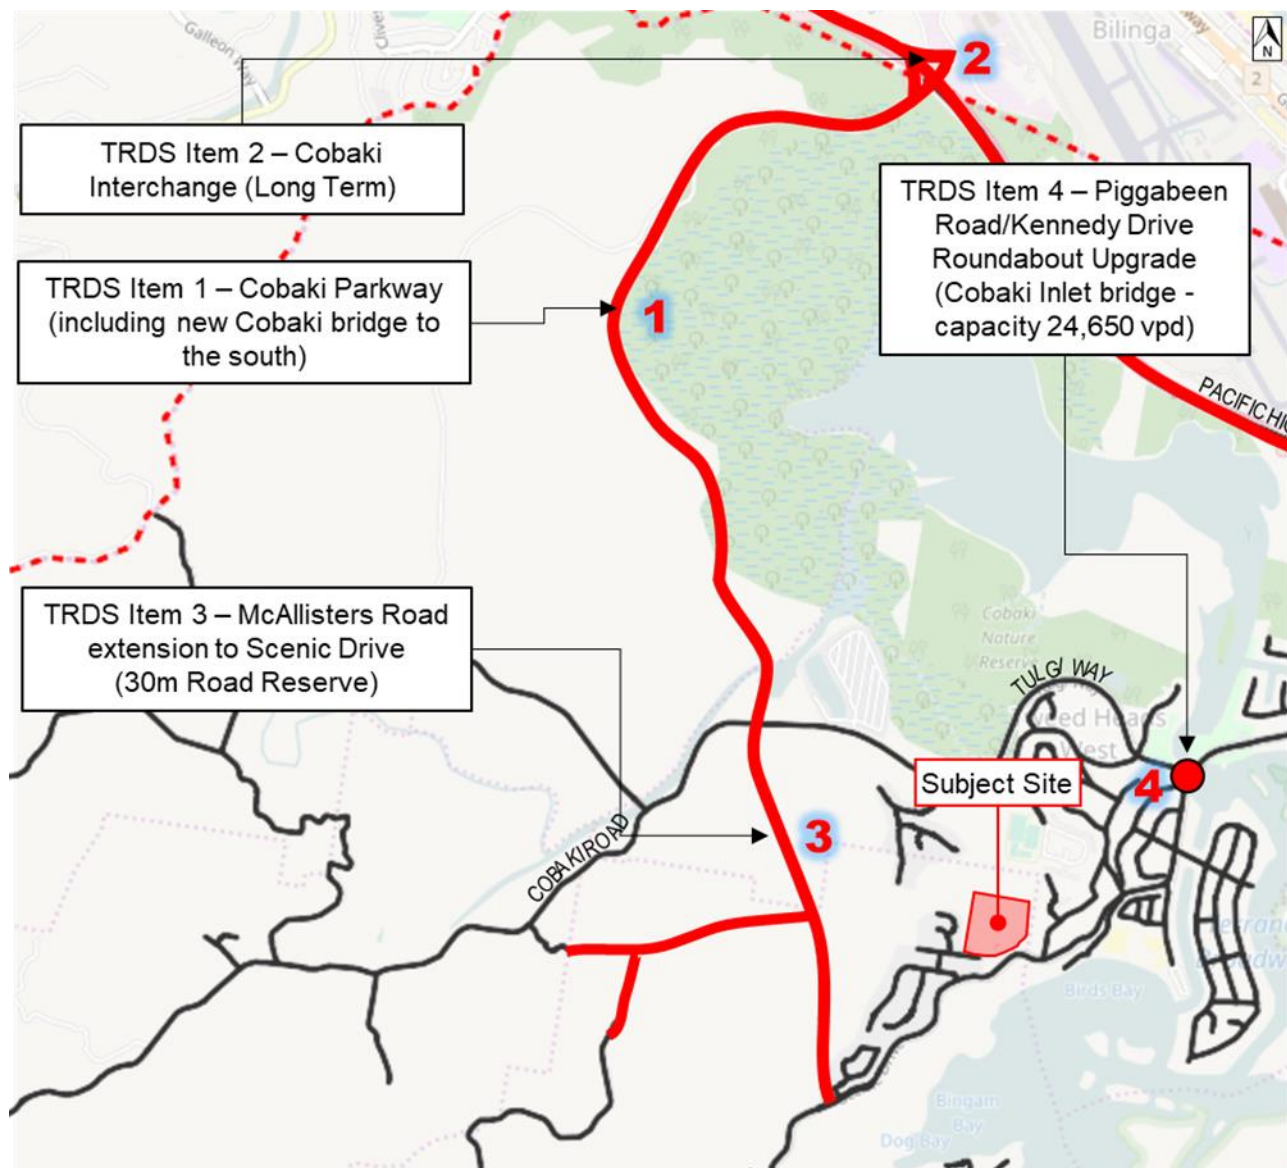 Galleon Way
Bilinga
N
2
2
TRDS Item 2 – Cobaki
Interchange (Long Term)
TRDS Item 4 – Piggabeen
Road/Kennedy Drive
Roundabout Upgrade
(Cobaki Inlet bridge -
capacity 24,650 vpd)
TRDS Item 1 – Cobaki Parkway
(including new Cobaki bridge to
the south)
1
TRDS Item 3 – McAllisters Road
extension to Scenic Drive
(30m Road Reserve)
Cobaki
Nature
Reserve
TULGI WAY
Heads
West
Subject Site
4
3
COBAKI ROAD
Birds Bay
Bingam
Bay
Dog Bay